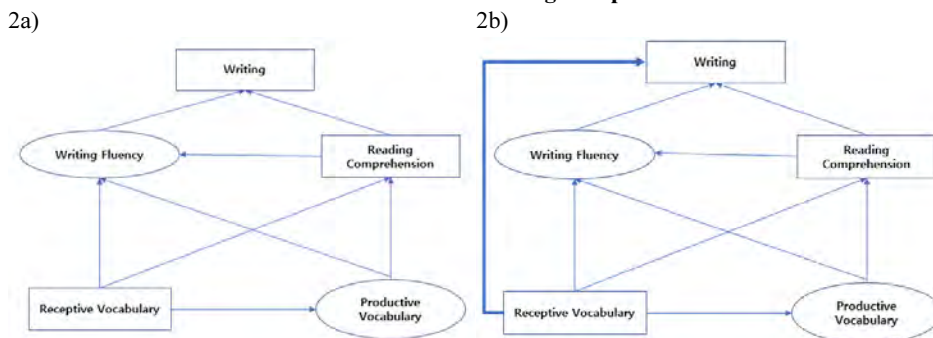 2a)
2b)
Writing
Writing Fluency
Reading
Comprehension
Receptive Vocabulary
Productive
Vocabulary
Writing
Writing Fluency
Reading
Comprehension
Receptive Vocabulary
Productive
Vocabulary